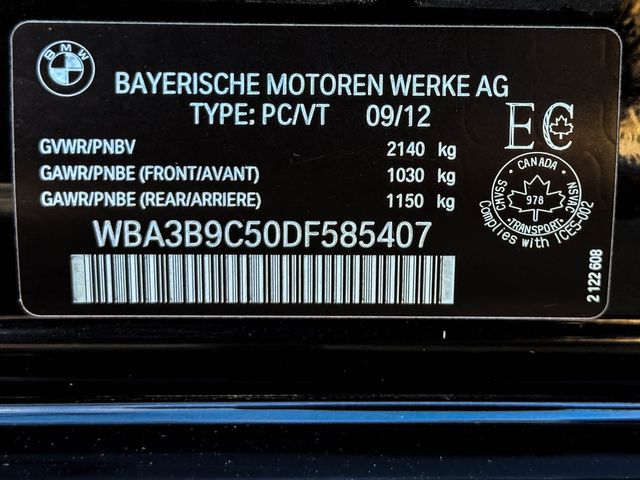 BMW
BAYERISCHE MOTOREN WERKE AG
TYPE: PC/VT 09/12
EC
GVWR/PNBV 2140 kg
GAWR/PNBE (FRONT/AVANT) 1030 kg
GAWR/PNBE (REAR/ARRIERE) 1150 kg
CANADA
CHASS
978
NSVAC
TRANSPORT
Complies with ICES-002
WBA3B9C50DF585407
2 122 608